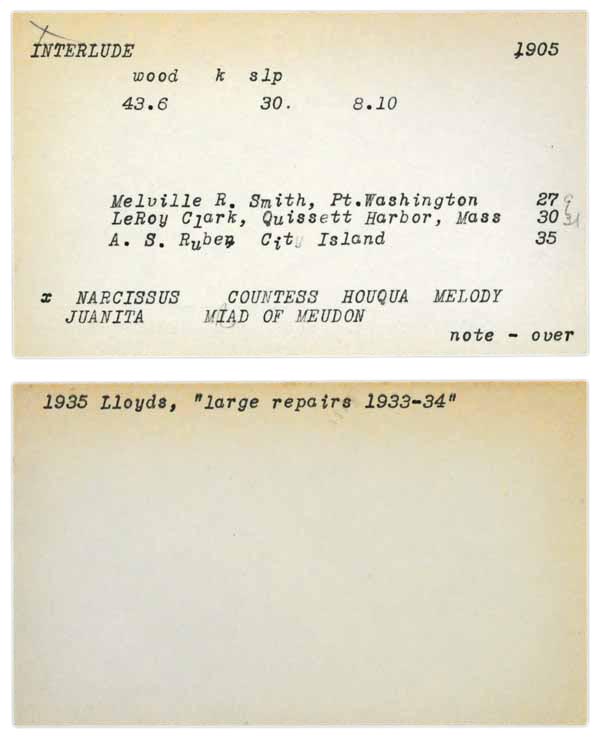 INTERLUDE 1905
wood k slp
43.6 30. 8.10
Melville R. Smith, Pt.Washington 27
LeRoy Clark, Quissett Harbor, Mass 30 31
A. S. Ruben City Island 35
x NARCISSUS COUNTESS HOUQUA MELODY
JUANITA MIAD OF MEUDON
note - over
1935 Lloyds, "large repairs 1933-34"